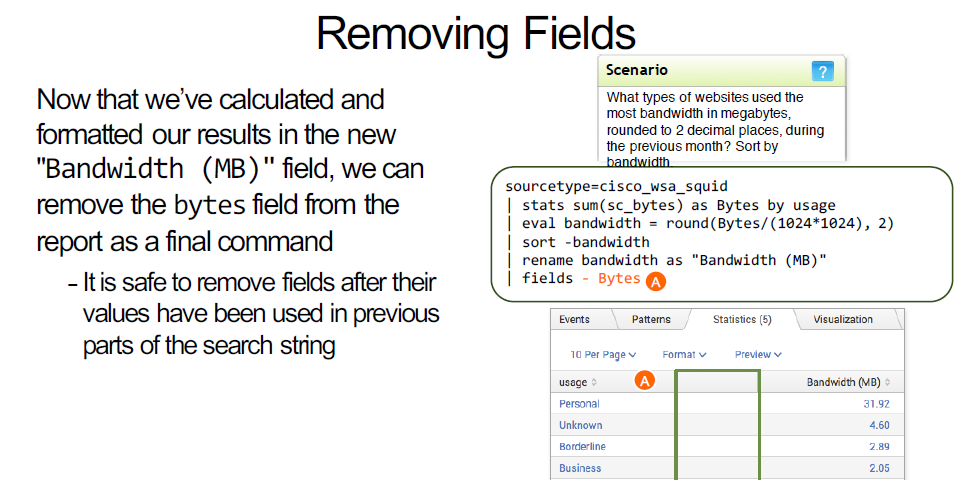 Removing Fields
Now that we’ve calculated and
formatted our results in the new
"Bandwidth (MB)" field, we can
remove the bytes field from the
report as a final command
- It is safe to remove fields after their
values have been used in previous
parts of the search string
Scenario ?
What types of websites used the
most bandwidth in megabytes,
rounded to 2 decimal places, during
the previous month? Sort by
bandwidth
sourcetype=cisco_wsa_squid
| stats sum(sc_bytes) as Bytes by usage
| eval bandwidth = round(Bytes/(1024*1024), 2)
| sort -bandwidth
| rename bandwidth as "Bandwidth (MB)"
| fields - Bytes A
Events Patterns Statistics (5) Visualization
10 Per Page Format Preview
usage A Bandwidth (MB)
Personal 31.92
Unknown 4.60
Borderline 2.89
Business 2.05